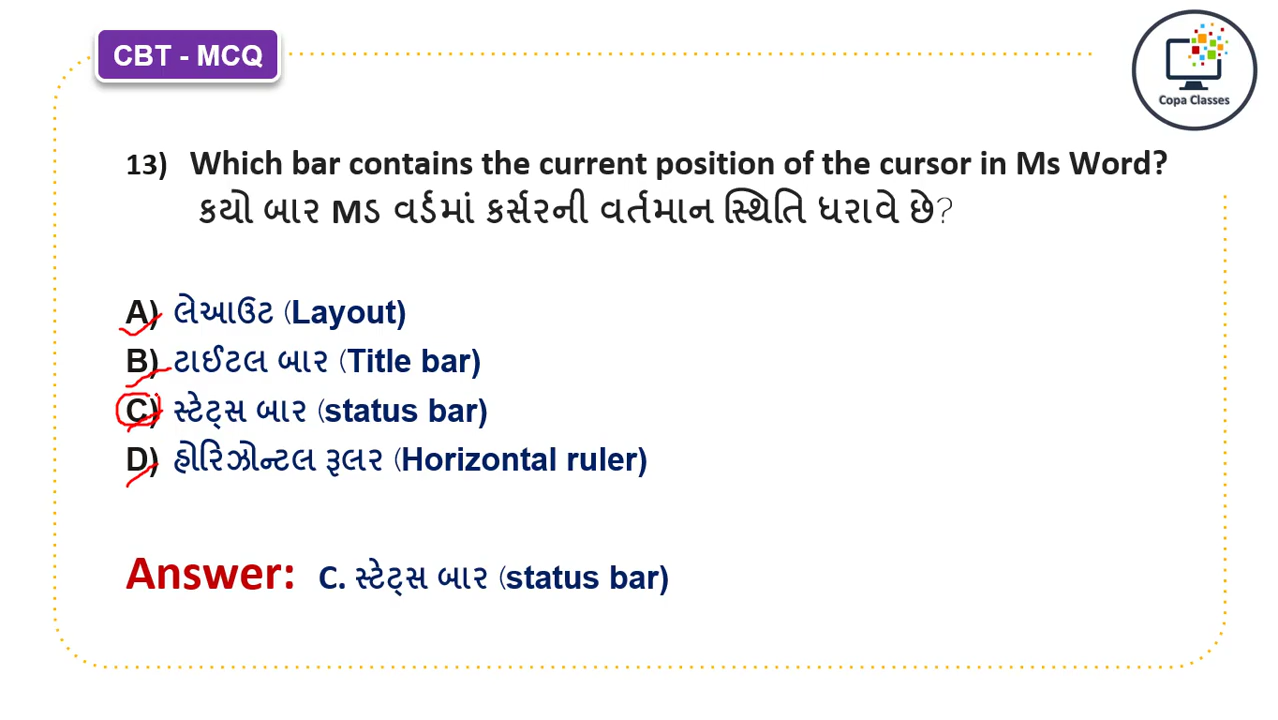 CBT - MCQ
Copa Classes
13) Which bar contains the current position of the cursor in Ms Word?
કયો બાર Mડ વર્ડમાં કર્સરની વર્તમાન સ્થિતિ ધરાવે છે?
A) લેઆઉટ (Layout)
B) ટાઈટલ બાર (Title bar)
C) સ્ટેટ્સ બાર (status bar)
D) હોરિઝોન્ટલ રૂલર (Horizontal ruler)
Answer: C. સ્ટેટ્સ બાર (status bar)